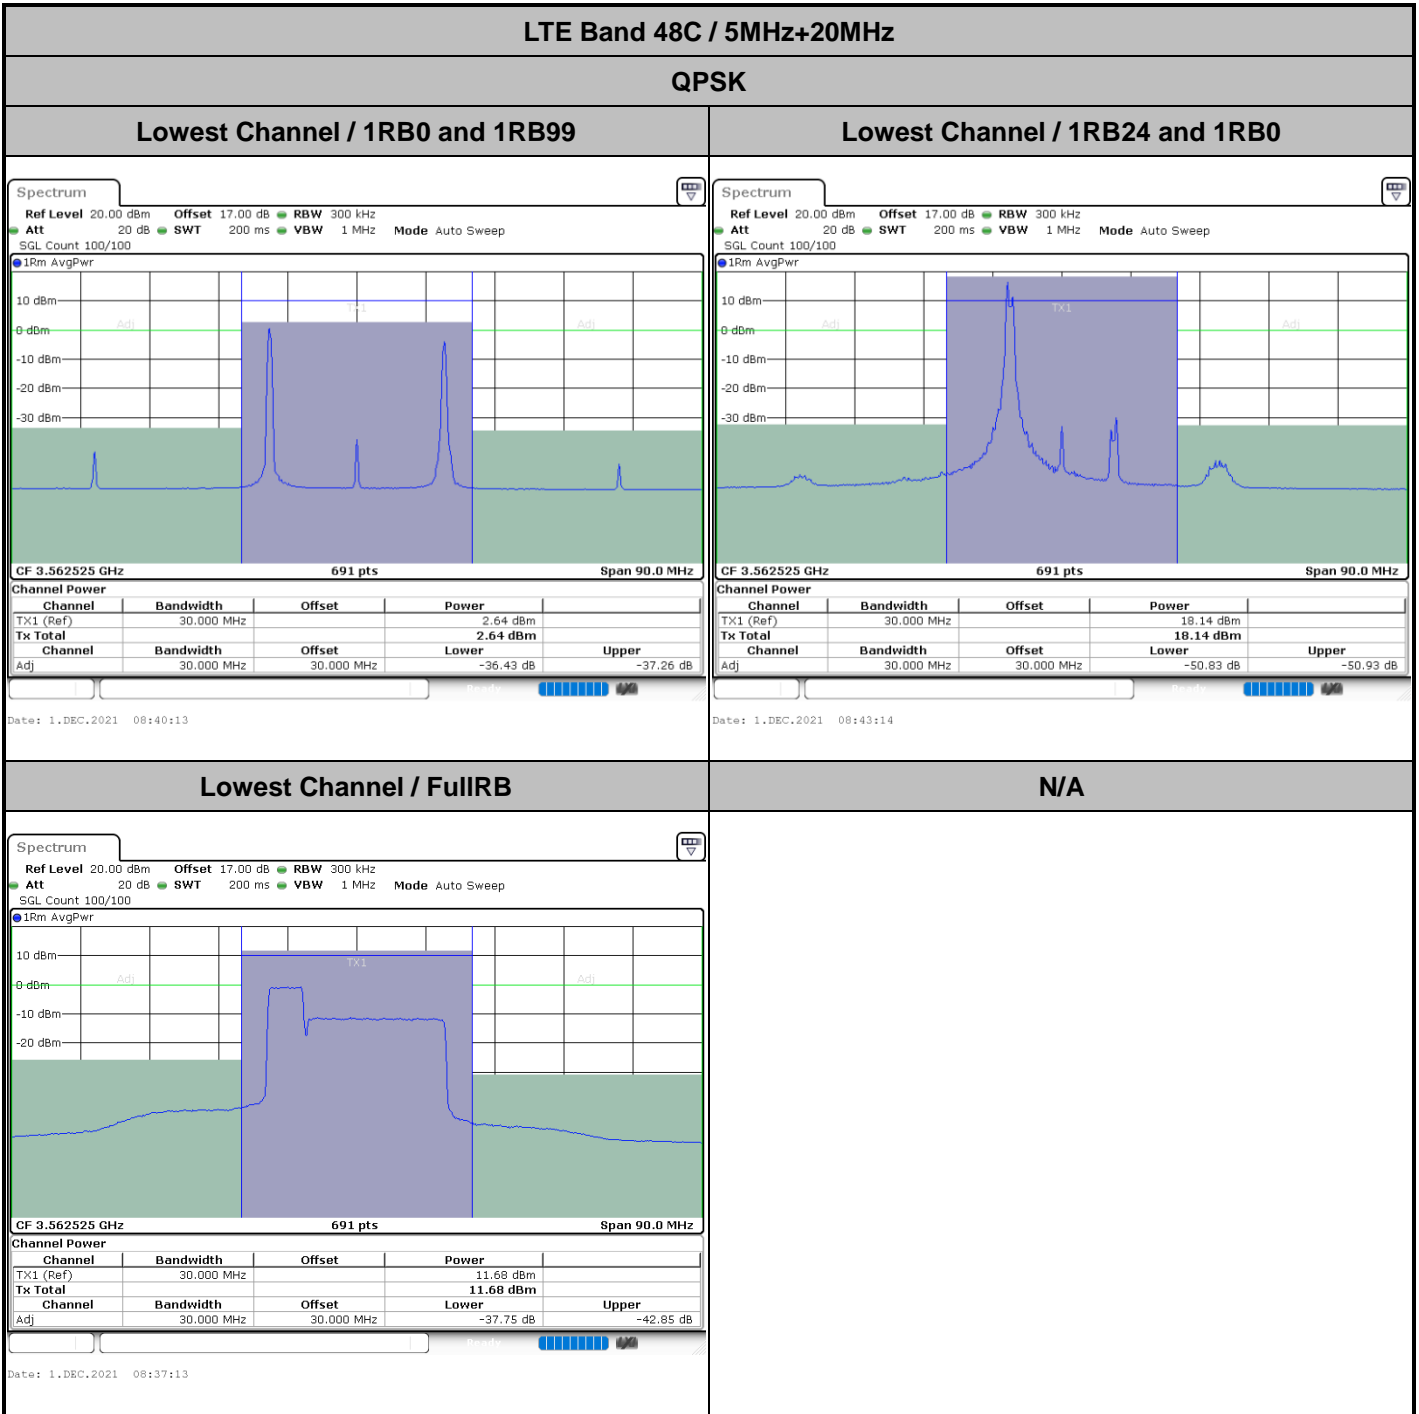 LTE Band 48C / 5MHz+20MHz
QPSK
Lowest Channel / 1RB0 and 1RB99
Lowest Channel / 1RB24 and 1RB0
Spectrum
Ref Level 20.00 dBm Offset 17.00 dB RBW 300 kHz
Att 20 dB SWT 200 ms VBW 1 MHz Mode Auto Sweep
SGL Count 100/100
1Rm AvgPwr
10 dBm
TX1
0 dBm
Adj
Adj
-10 dBm
-20 dBm
-30 dBm
CF 3.562525 GHz 691 pts Span 90.0 MHz
Channel Power
Channel Bandwidth Offset Power
TX1 (Ref) 30.000 MHz 2.64 dBm
Tx Total 2.64 dBm
Channel Bandwidth Offset Lower Upper
Adj 30.000 MHz 30.000 MHz -36.43 dB -37.26 dB
Ready
Date: 1.DEC.2021 08:40:13
Spectrum
Ref Level 20.00 dBm Offset 17.00 dB RBW 300 kHz
Att 20 dB SWT 200 ms VBW 1 MHz Mode Auto Sweep
SGL Count 100/100
1Rm AvgPwr
10 dBm
TX1
0 dBm
Adj
Adj
-10 dBm
-20 dBm
-30 dBm
CF 3.562525 GHz 691 pts Span 90.0 MHz
Channel Power
Channel Bandwidth Offset Power
TX1 (Ref) 30.000 MHz 18.14 dBm
Tx Total 18.14 dBm
Channel Bandwidth Offset Lower Upper
Adj 30.000 MHz 30.000 MHz -50.83 dB -50.93 dB
Ready
Date: 1.DEC.2021 08:43:14
Lowest Channel / FullRB
N/A
Spectrum
Ref Level 20.00 dBm Offset 17.00 dB RBW 300 kHz
Att 20 dB SWT 200 ms VBW 1 MHz Mode Auto Sweep
SGL Count 100/100
1Rm AvgPwr
10 dBm
TX1
0 dBm
Adj
Adj
-10 dBm
-20 dBm
CF 3.562525 GHz 691 pts Span 90.0 MHz
Channel Power
Channel Bandwidth Offset Power
TX1 (Ref) 30.000 MHz 11.68 dBm
Tx Total 11.68 dBm
Channel Bandwidth Offset Lower Upper
Adj 30.000 MHz 30.000 MHz -37.75 dB -42.85 dB
Ready
Date: 1.DEC.2021 08:37:13